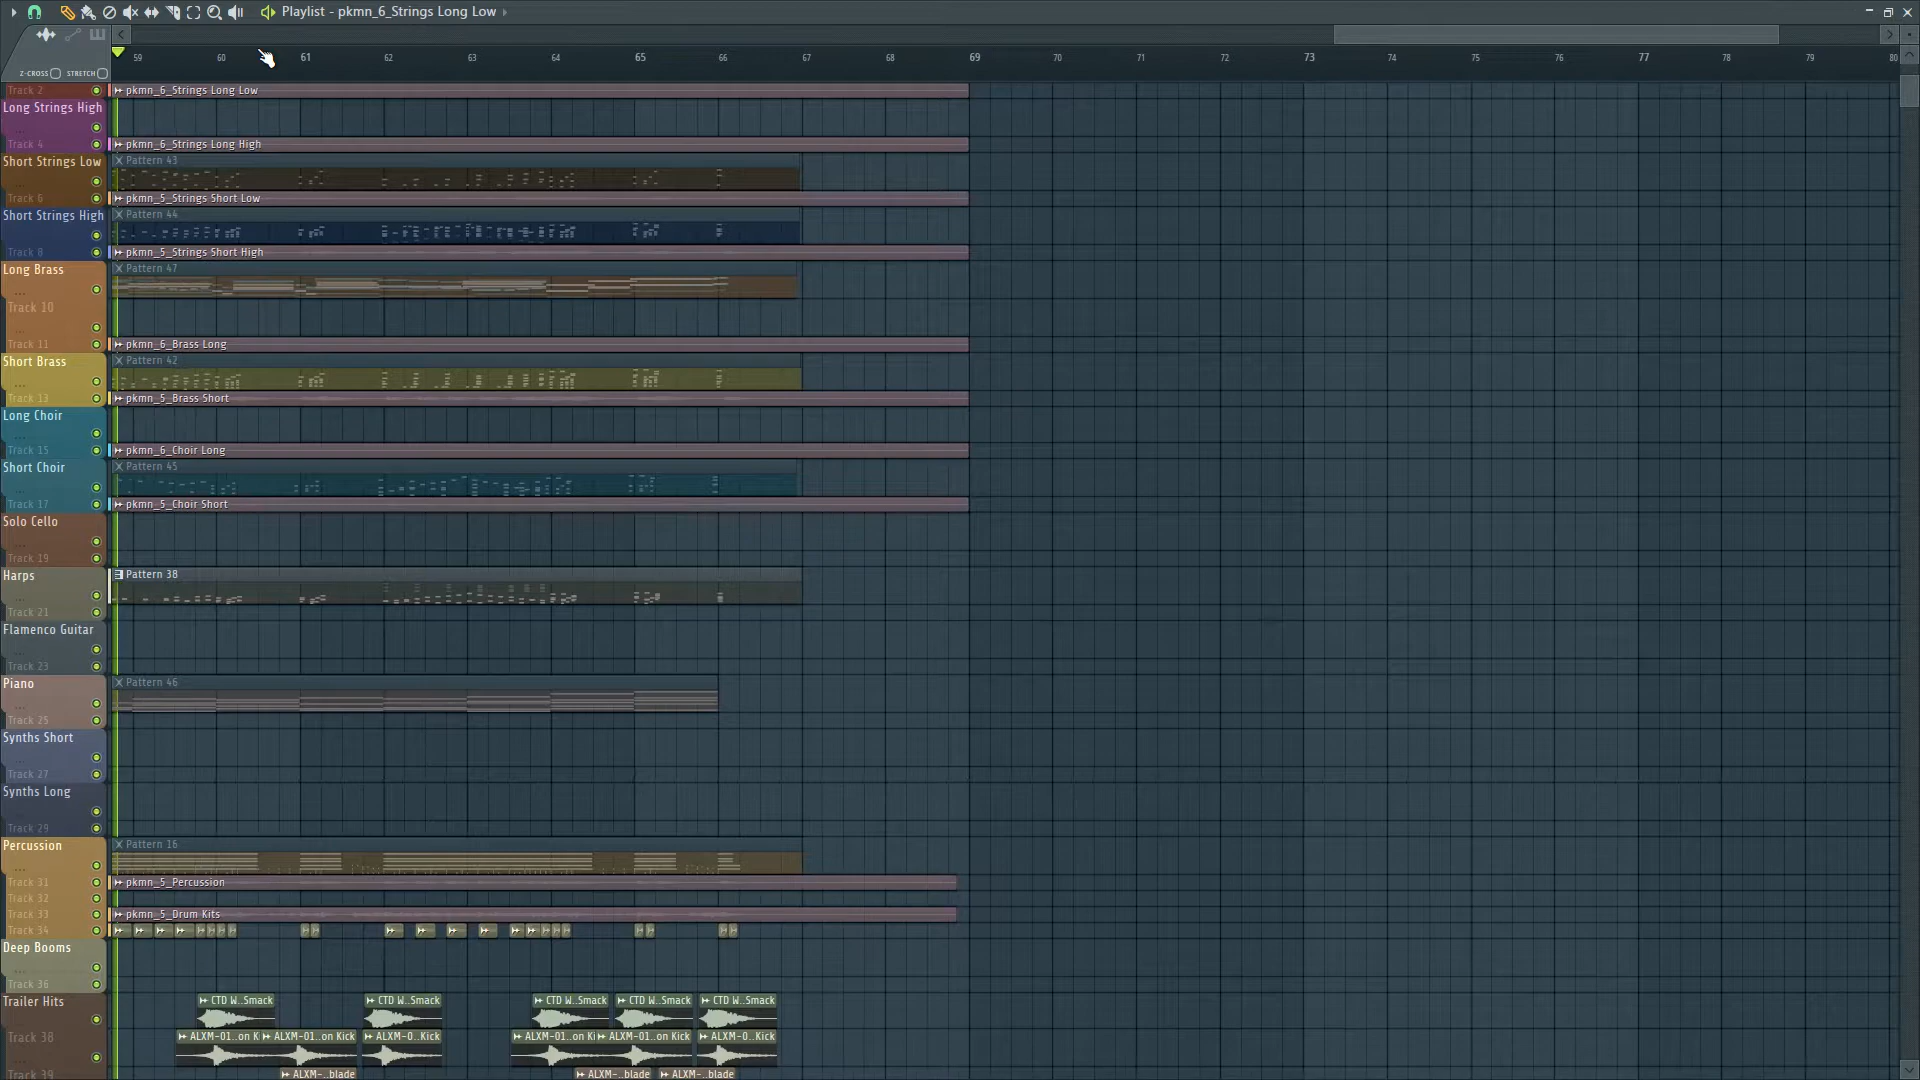 Playlist - pkmn_6_Strings Long Low
Z-CROSS STRETCH
59 60 61 62 63 64 65 66 67 68 69 70 71 72 73 74 75 76 77 78 79 80
Track 2 pkmn_6_Strings Long Low
Long Strings High
...
Track 4 pkmn_6_Strings Long High
Short Strings Low Pattern 43
...
Track 6 pkmn_5_Strings Short Low
Short Strings High Pattern 44
...
Track 8 pkmn_5_Strings Short High
Long Brass Pattern 47
...
Track 10
...
Track 11 pkmn_6_Brass Long
Short Brass Pattern 42
...
Track 13 pkmn_5_Brass Short
Long Choir
...
Track 15 pkmn_6_Choir Long
Short Choir Pattern 45
...
Track 17 pkmn_5_Choir Short
Solo Cello
...
Track 19
Harps Pattern 38
...
Track 21
Flamenco Guitar
...
Track 23
Piano Pattern 46
...
Track 25
Synths Short
...
Track 27
Synths Long
...
Track 29
Percussion Pattern 16
...
Track 31 pkmn_5_Percussion
Track 32
Track 33 pkmn_5_Drum Kits
Track 34
Deep Booms
...
Track 36
Trailer Hits CTD W..Smack CTD W..Smack CTD W..Smack CTD W..Smack CTD W..Smack
...
Track 38 ALXM-01..on K ALXM-01..on Kick ALXM-0..Kick ALXM-01..on Ki ALXM-01..on Kick ALXM-0..Kick
...
Track 39 ALXM-..blade ALXM-..blade ALXM-..blade